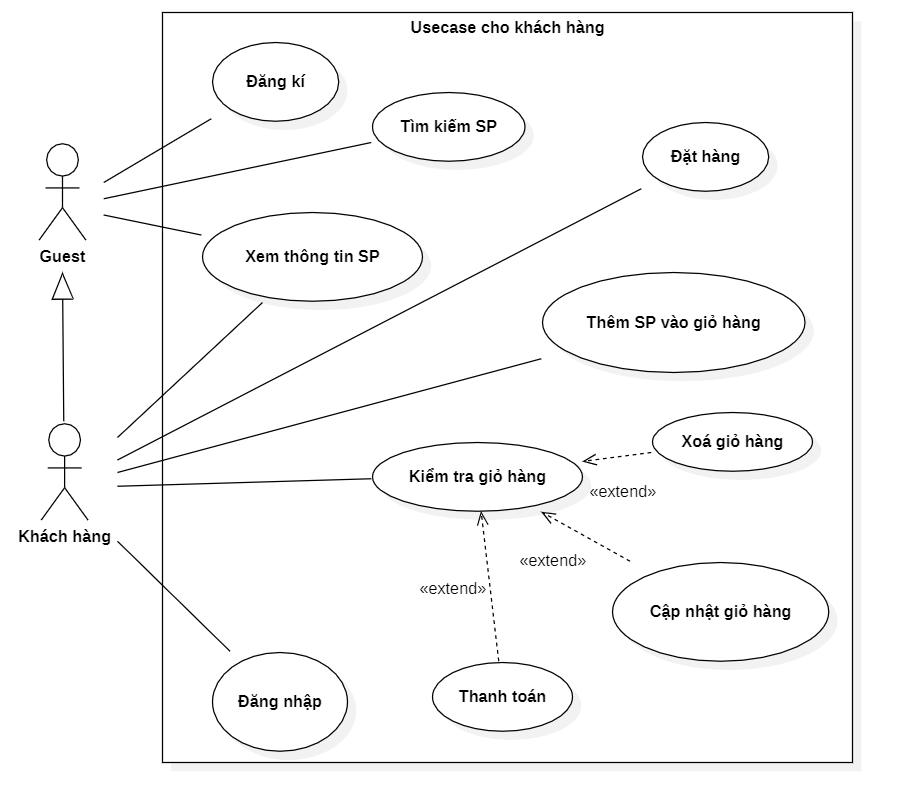 Usecase cho khách hàng
Đăng kí
Tìm kiếm SP
Đặt hàng
Guest
Xem thông tin SP
Thêm SP vào giỏ hàng
Xoá giỏ hàng
Kiểm tra giỏ hàng
«extend»
Khách hàng
«extend»
«extend»
Cập nhật giỏ hàng
Thanh toán
Đăng nhập